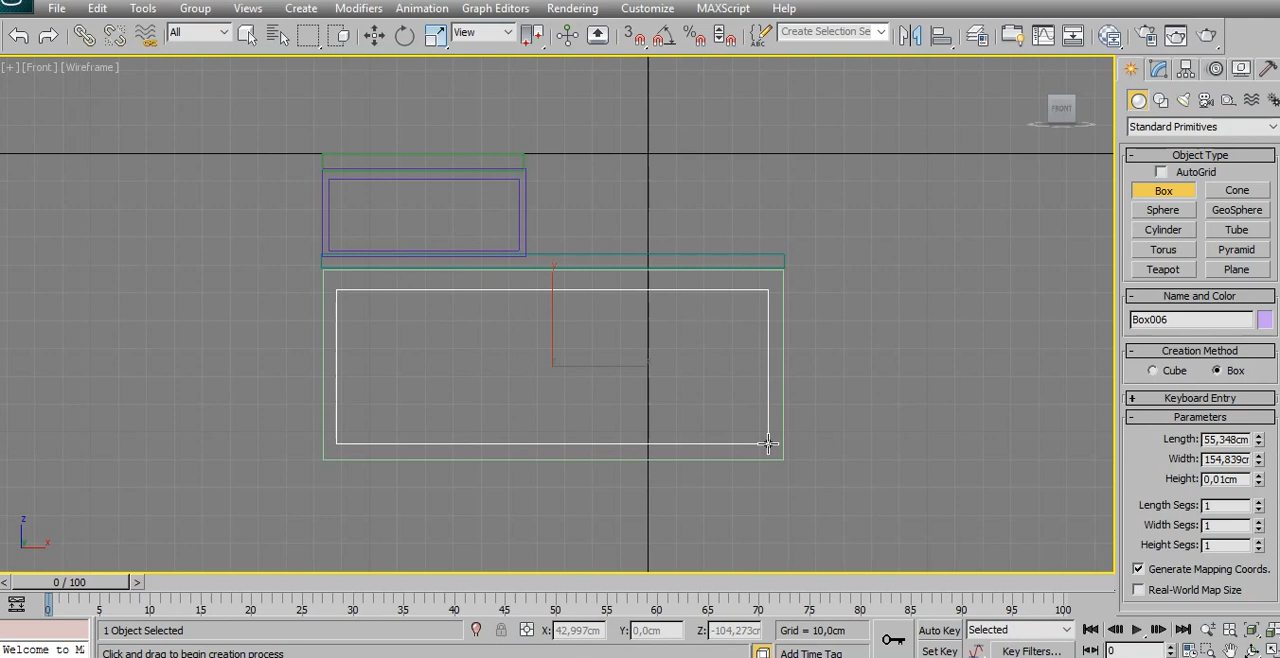 File Edit Tools Group Views Create Modifiers Animation Graph Editors Rendering Customize MAXScript Help
All View Create Selection Se
[+] [Front] [Wireframe]
FRONT
Standard Primitives
- Object Type
AutoGrid
Box Cone
Sphere GeoSphere
Cylinder Tube
Torus Pyramid
Teapot Plane
- Name and Color
Box006
- Creation Method
Cube Box
+ Keyboard Entry
- Parameters
Length: 55,348cm
Width: 154,839cm
Height: 0,01cm
Length Segs: 1
Width Segs: 1
Height Segs: 1
Generate Mapping Coords.
Real-World Map Size
y
z
x
< 0 / 100 >
0 5 10 15 20 25 30 35 40 45 50 55 60 65 70 75 80 85 90 95 100
1 Object Selected X: 42,997cm Y: 0,0cm Z: -104,273cm Grid = 10,0cm Auto Key Selected
Welcome to M Click and drag to begin creation process Add Time Tag Set Key Key Filters... 0